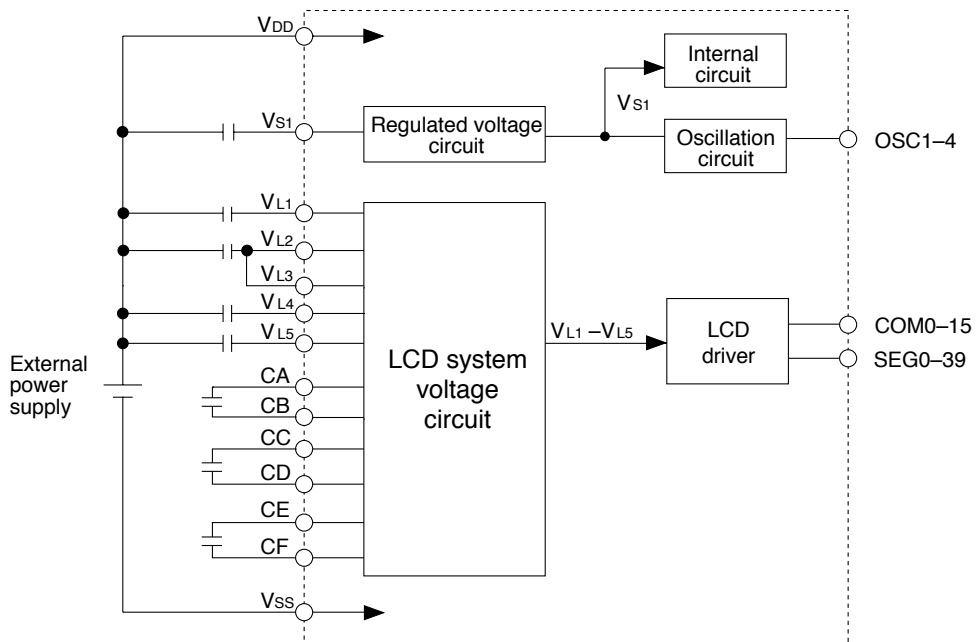 VDD
Internal
circuit
VS1
VS1
Regulated voltage
circuit
Oscillation
circuit
OSC1–4
VL1
VL2
VL3
VL4
VL5
External
power
supply
CA
CB
CC
CD
CE
CF
LCD system
voltage
circuit
VL1 –VL5
LCD
driver
COM0–15
SEG0–39
VSS